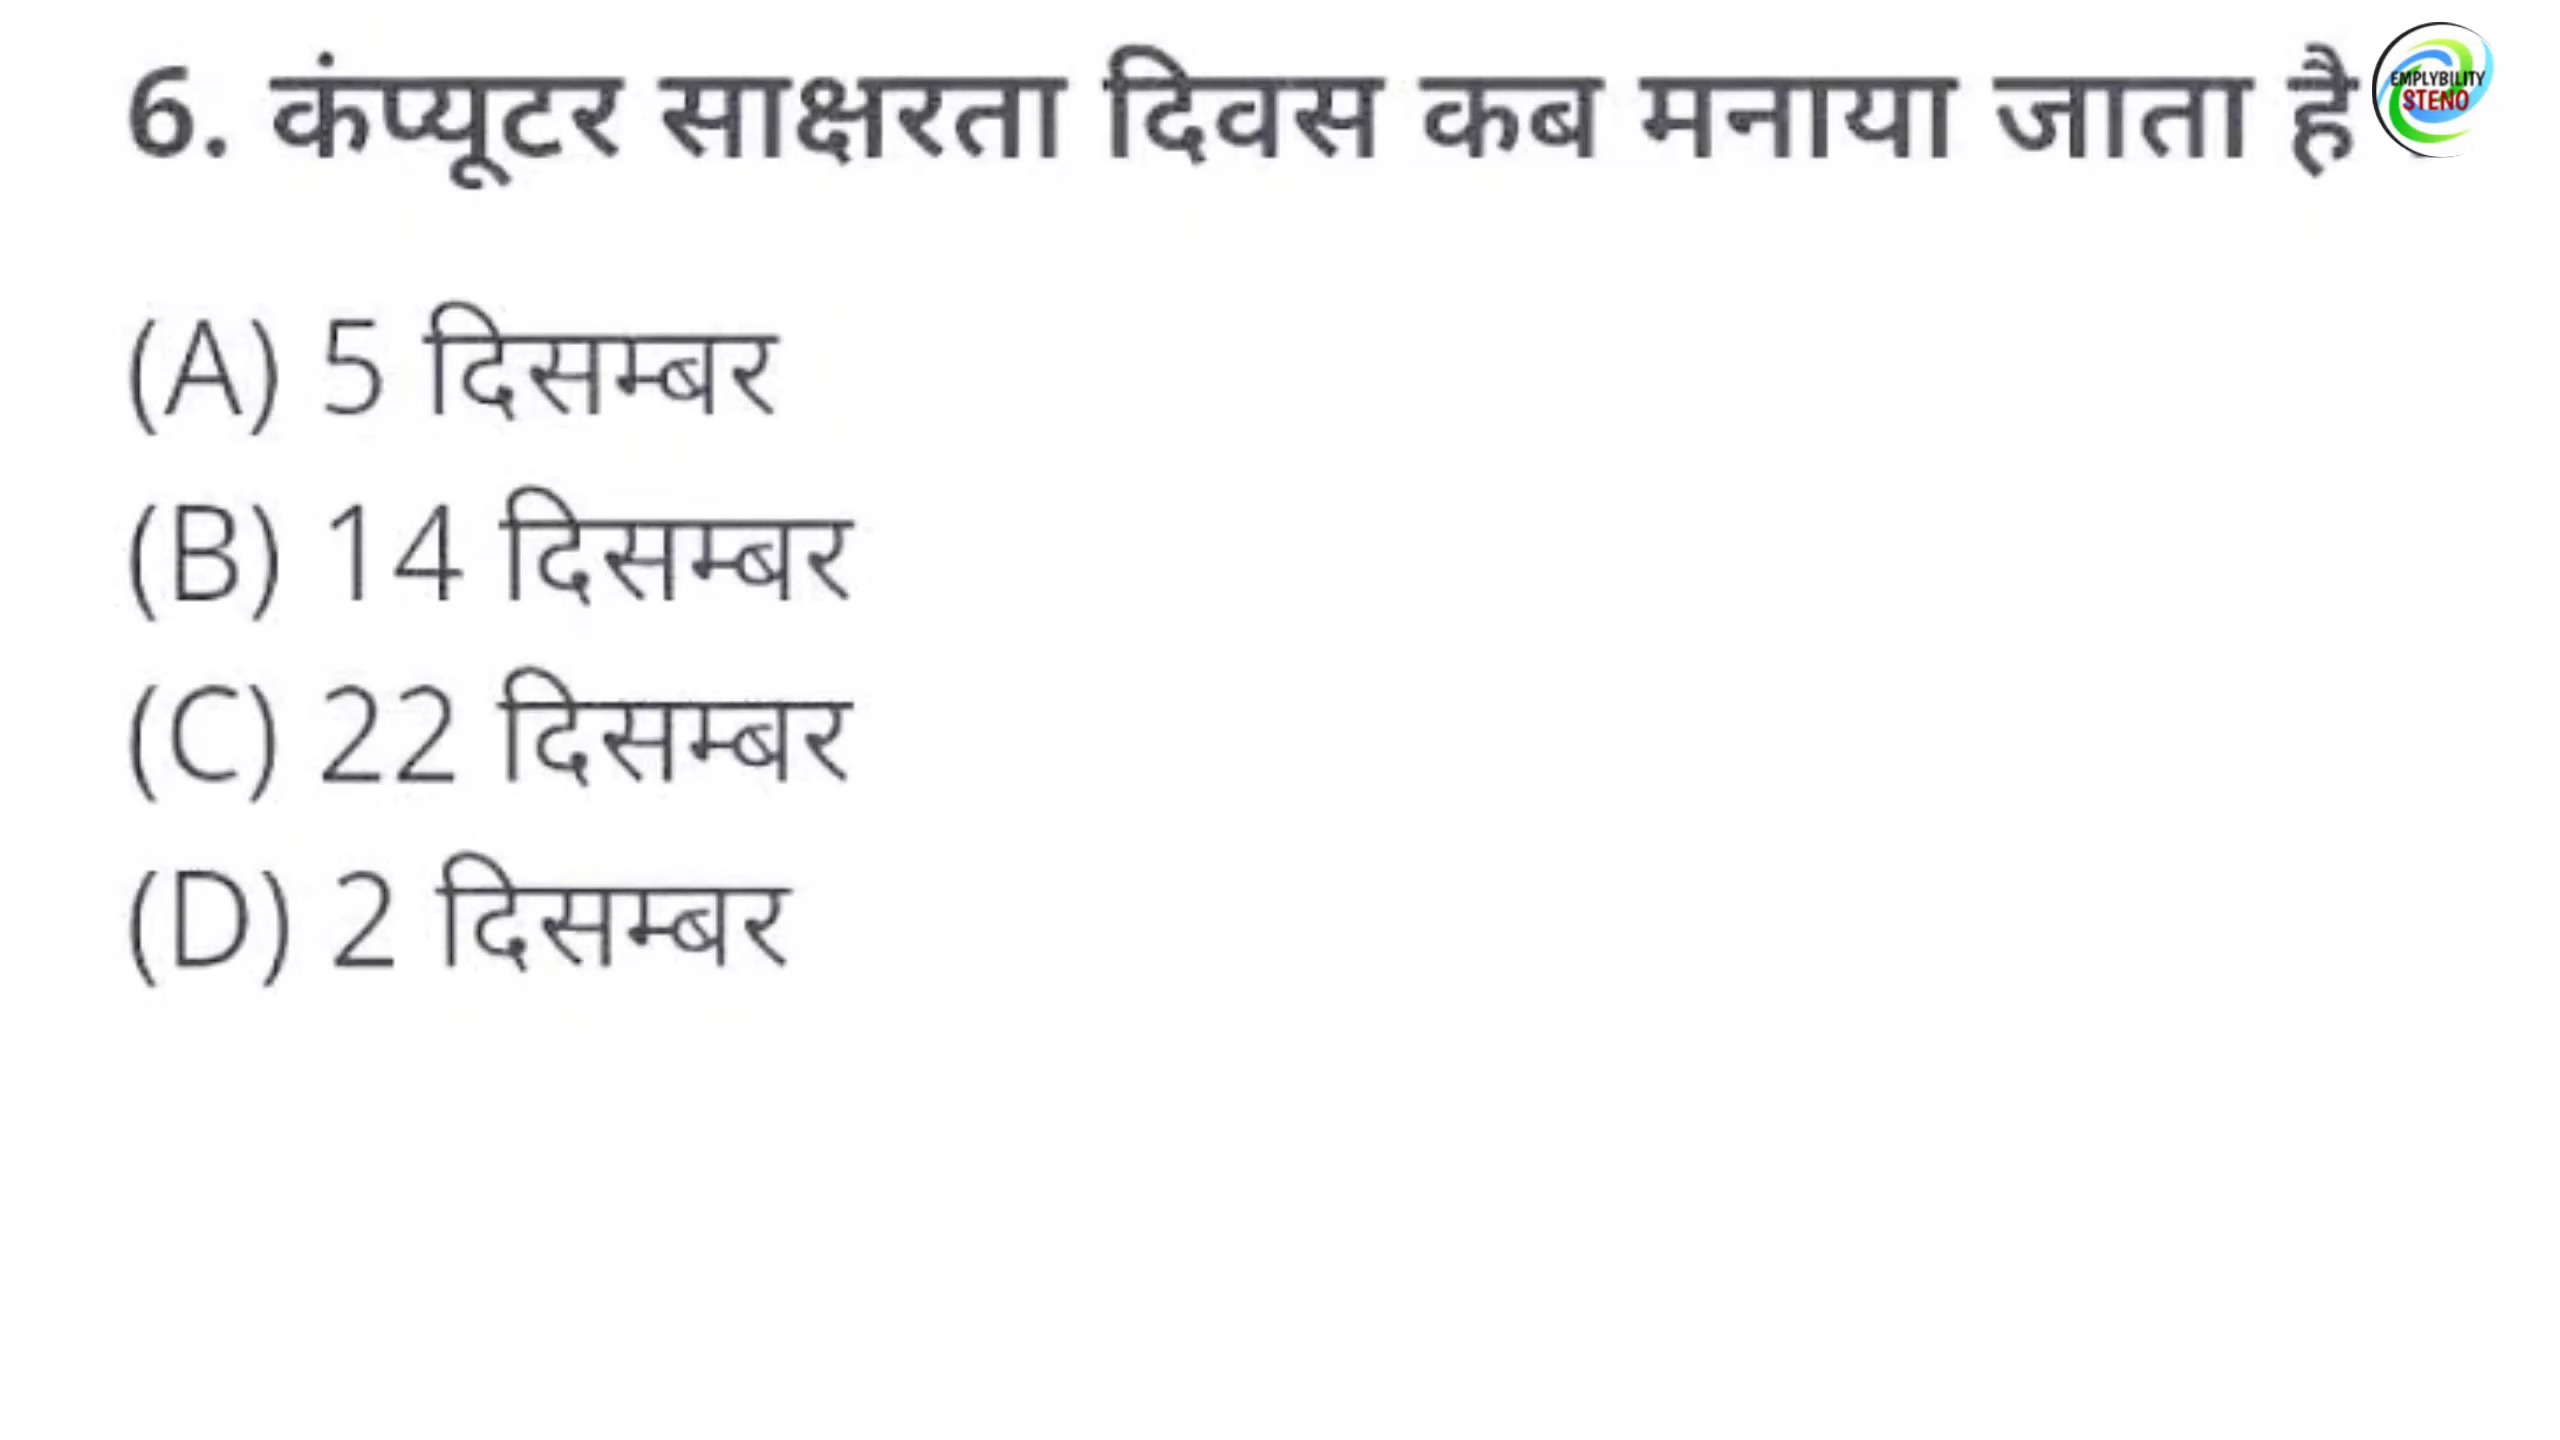 6. कंप्यूटर साक्षरता दिवस कब मनाया जाता है
EMPLYBILITY
STENO
(A) 5 दिसम्बर
(B) 14 दिसम्बर
(C) 22 दिसम्बर
(D) 2 दिसम्बर